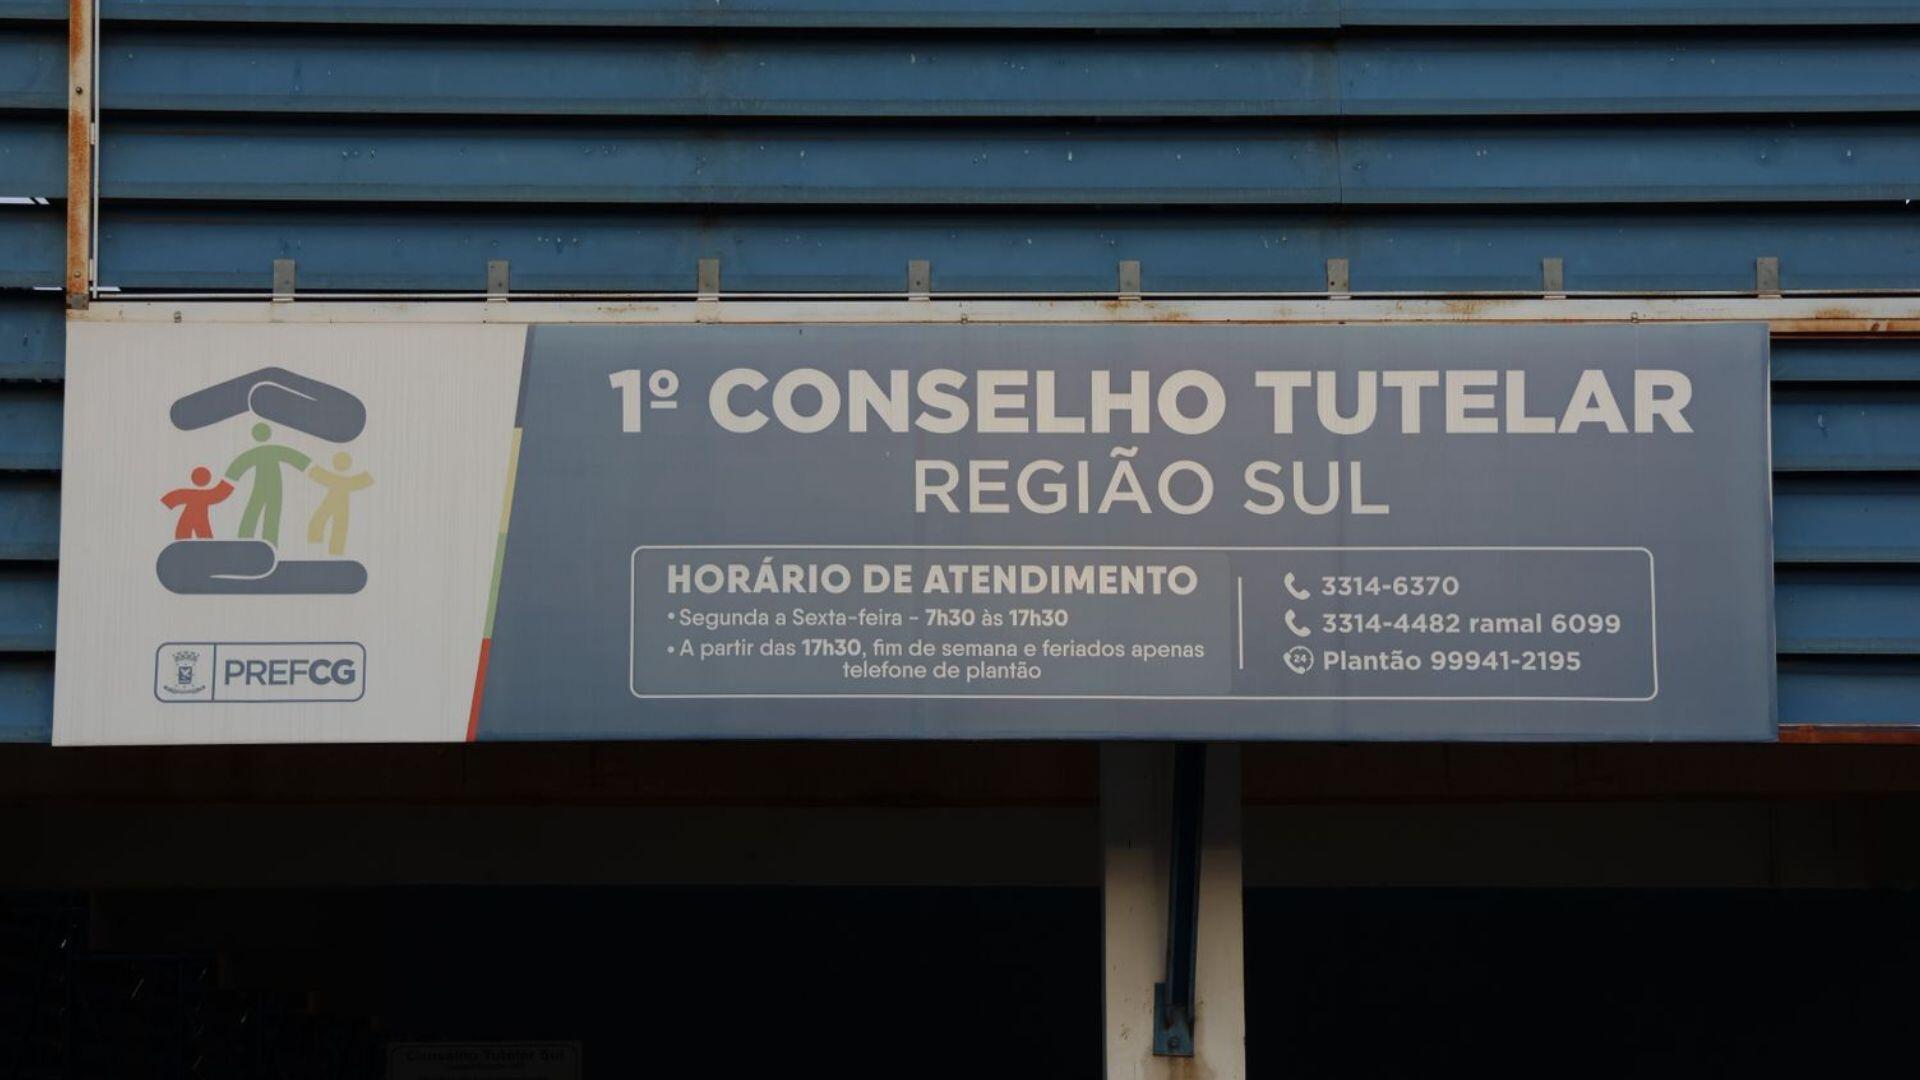 1º CONSELHO TUTELAR
REGIÃO SUL
HORÁRIO DE ATENDIMENTO
• Segunda a Sexta-feira - 7h30 às 17h30
• A partir das 17h30, fim de semana e feriados apenas
telefone de plantão
3314-6370
3314-4482 ramal 6099
24 Plantão 99941-2195
PREFCG
Conselho Tutelar Sul